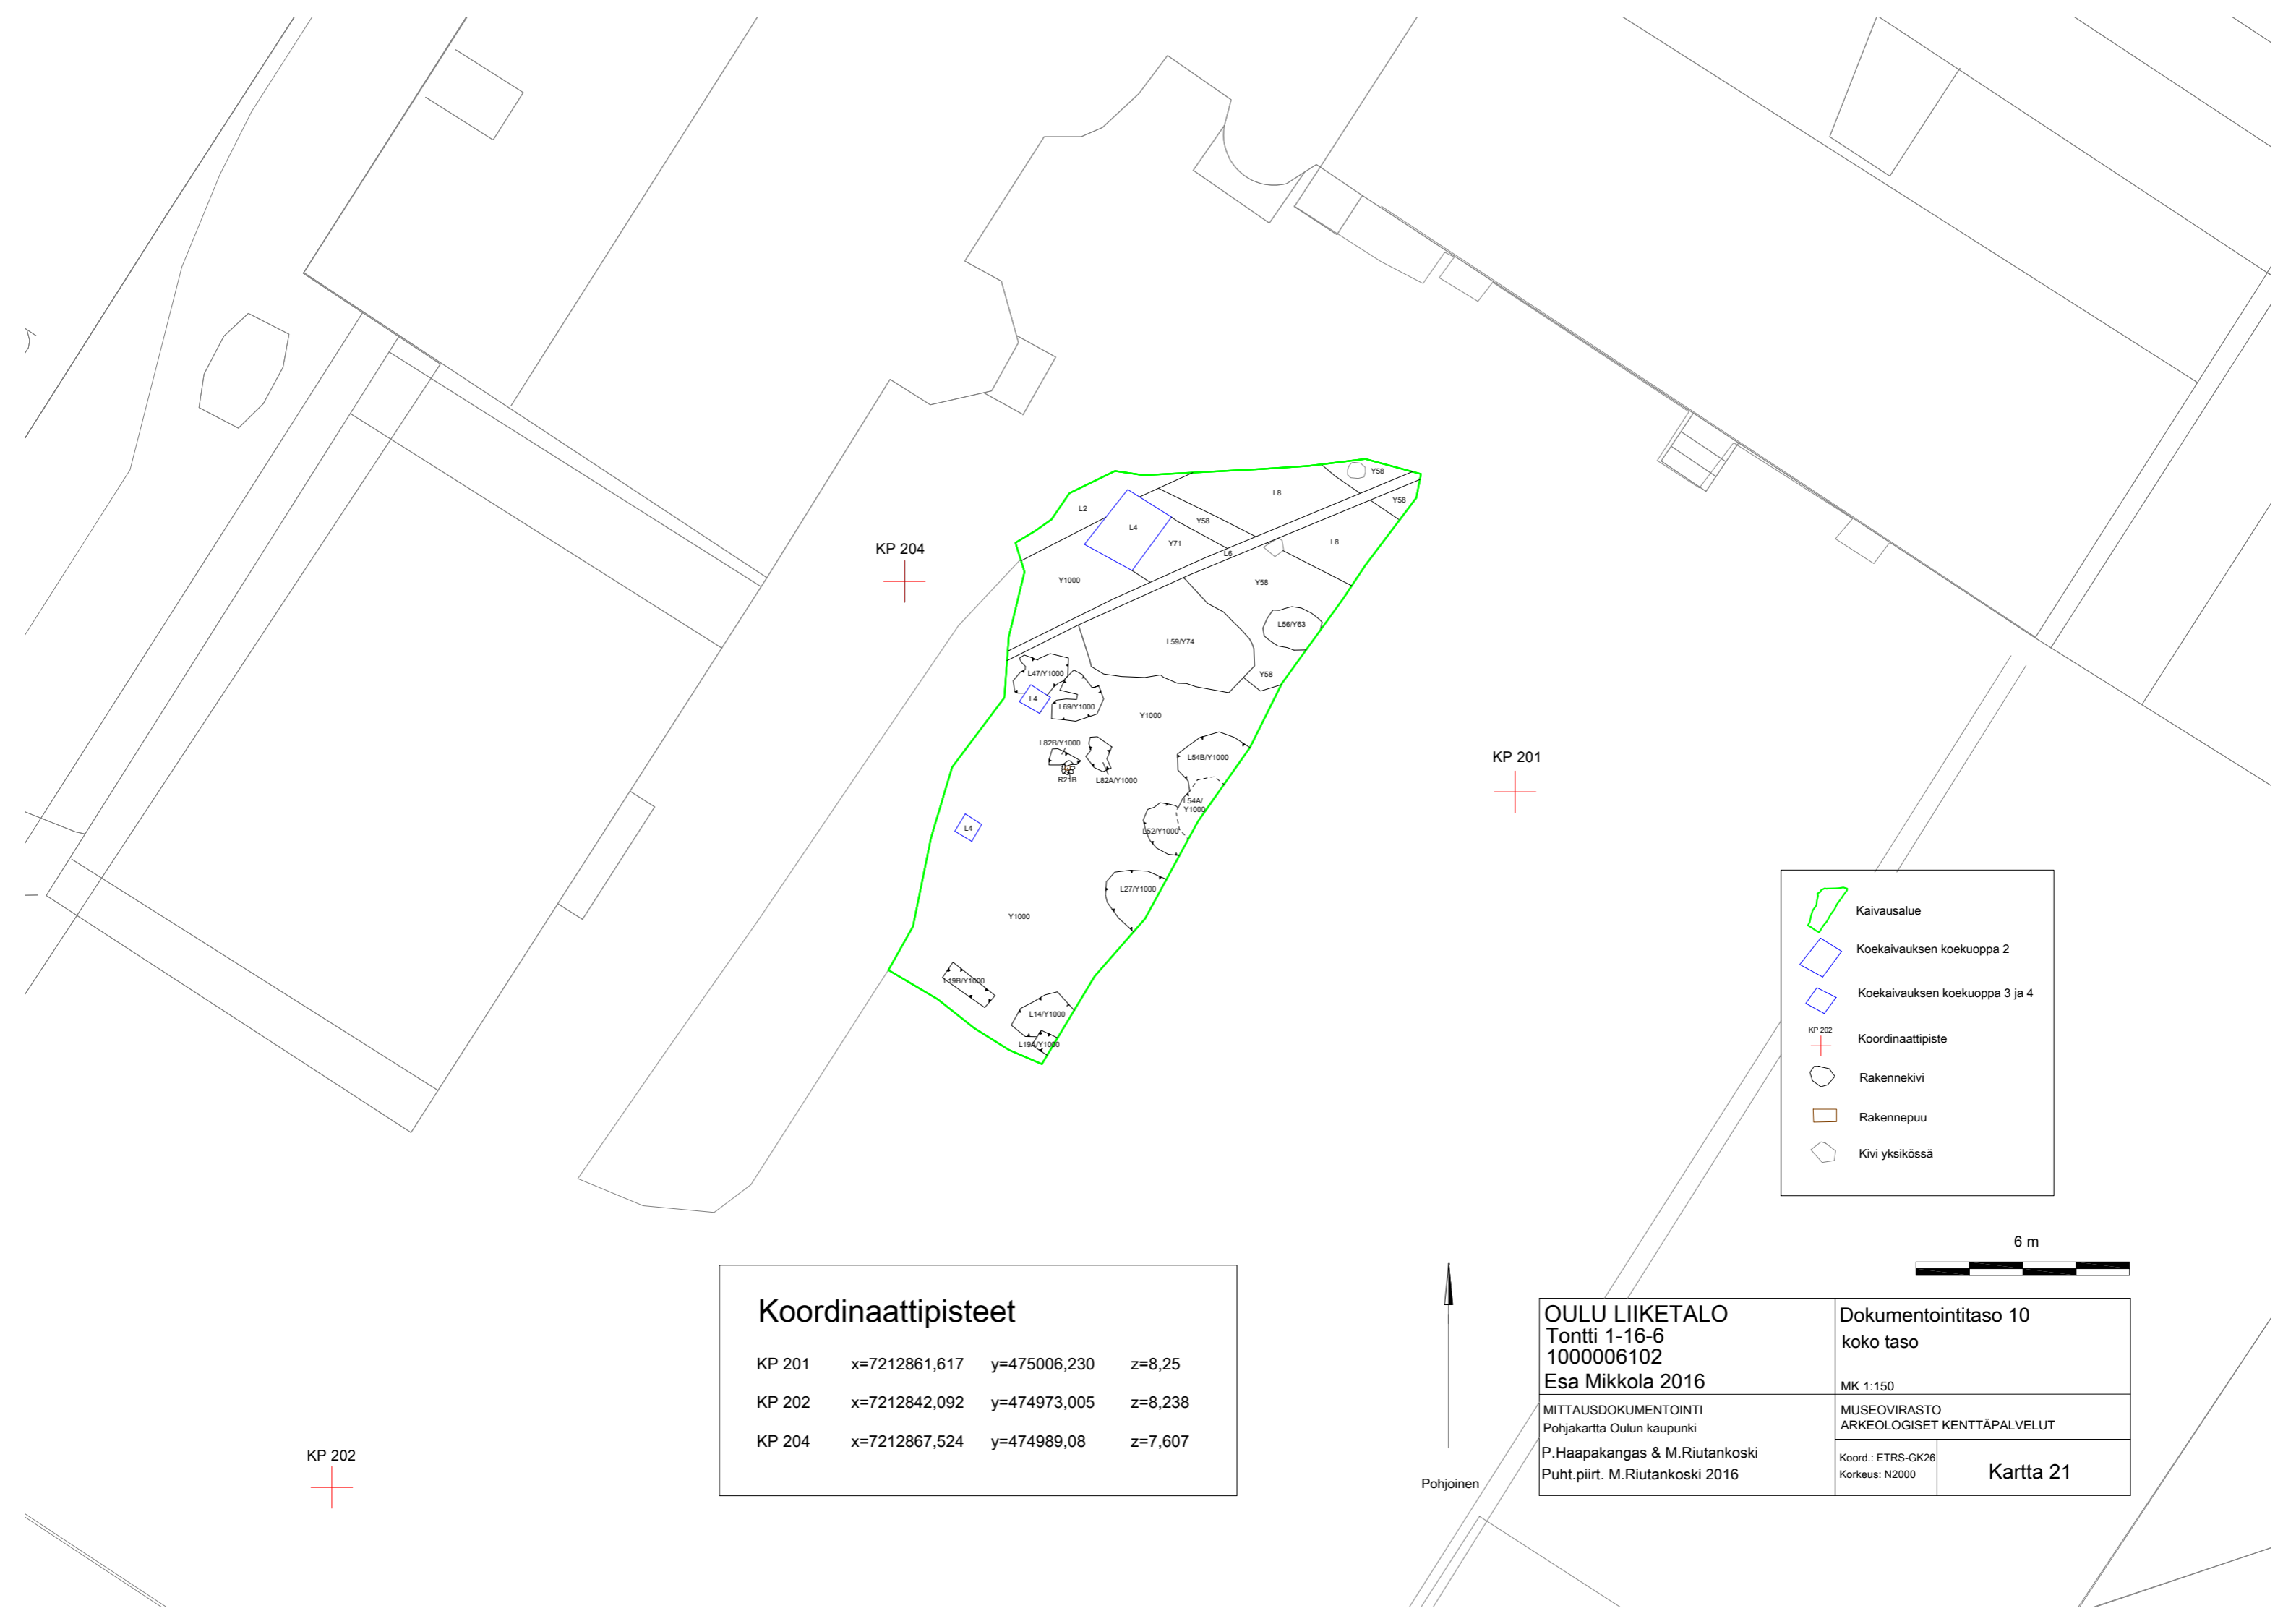 Y58
L8
Y58
L2
L4
Y58
Y71
L6
L8
Y1000
Y58
KP 204
L56/Y63
L59/Y74
L47/Y1000
Y58
L4
L69/Y1000
Y1000
L82B/Y1000
L54B/Y1000
R21B
L82A/Y1000
KP 201
L54A/
Y1000
L4
L52/Y1000
L27/Y1000
Y1000
L19B/Y1000
L14/Y1000
L19A/Y1000
Kaivausalue
Koekaivauksen koekuoppa 2
Koekaivauksen koekuoppa 3 ja 4
KP 202
Koordinaattipiste
Rakennekivi
Rakennepuu
Kivi yksikössä
6 m
Koordinaattipisteet
KP 201 x=7212861,617 y=475006,230 z=8,25
KP 202 x=7212842,092 y=474973,005 z=8,238
KP 204 x=7212867,524 y=474989,08 z=7,607
KP 202
Pohjoinen
OULU LIIKETALO
Tontti 1-16-6
1000006102
Esa Mikkola 2016
Dokumentointitaso 10
koko taso
MK 1:150
MITTAUSDOKUMENTOINTI
Pohjakartta Oulun kaupunki
P.Haapakangas & M.Riutankoski
Puht.piirt. M.Riutankoski 2016
MUSEOVIRASTO
ARKEOLOGISET KENTTÄPALVELUT
Koord.: ETRS-GK26
Korkeus: N2000
Kartta 21